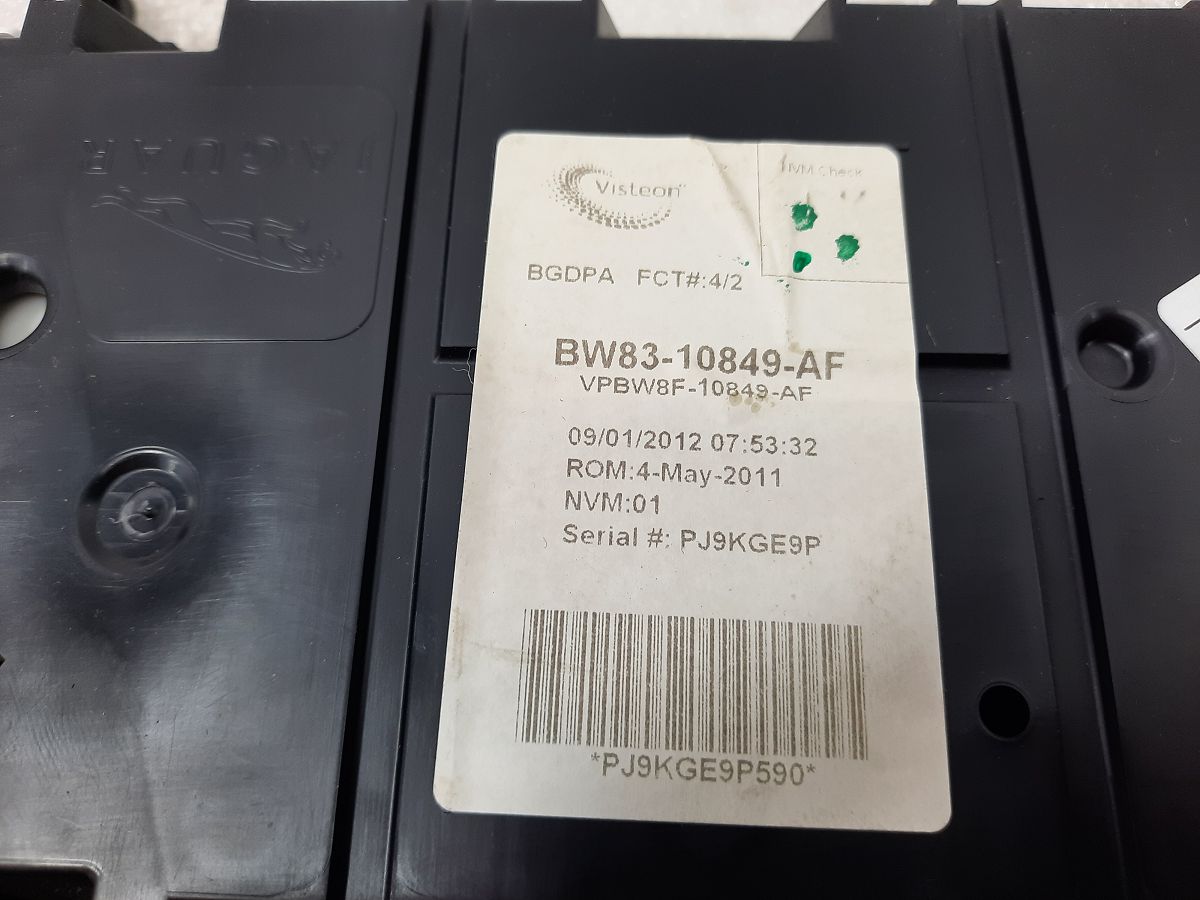 JAGUAR
Visteon
NVM Check
BGDPA FCT#:4/2
BW83-10849-AF
VPBW8F-10849-AF
09/01/2012 07:53:32
ROM:4-May-2011
NVM:01
Serial #: PJ9KGE9P
*PJ9KGE9P590*